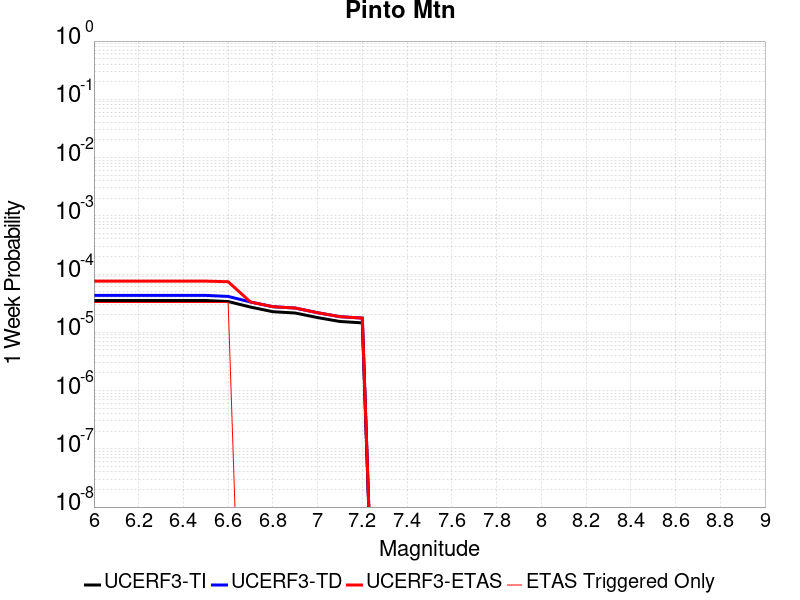 Pinto Mtn
1 Week Probability
10^0
10^-1
10^-2
10^-3
10^-4
10^-5
10^-6
10^-7
10^-8
6 6.2 6.4 6.6 6.8 7 7.2 7.4 7.6 7.8 8 8.2 8.4 8.6 8.8 9
Magnitude
UCERF3-TI UCERF3-TD UCERF3-ETAS ETAS Triggered Only